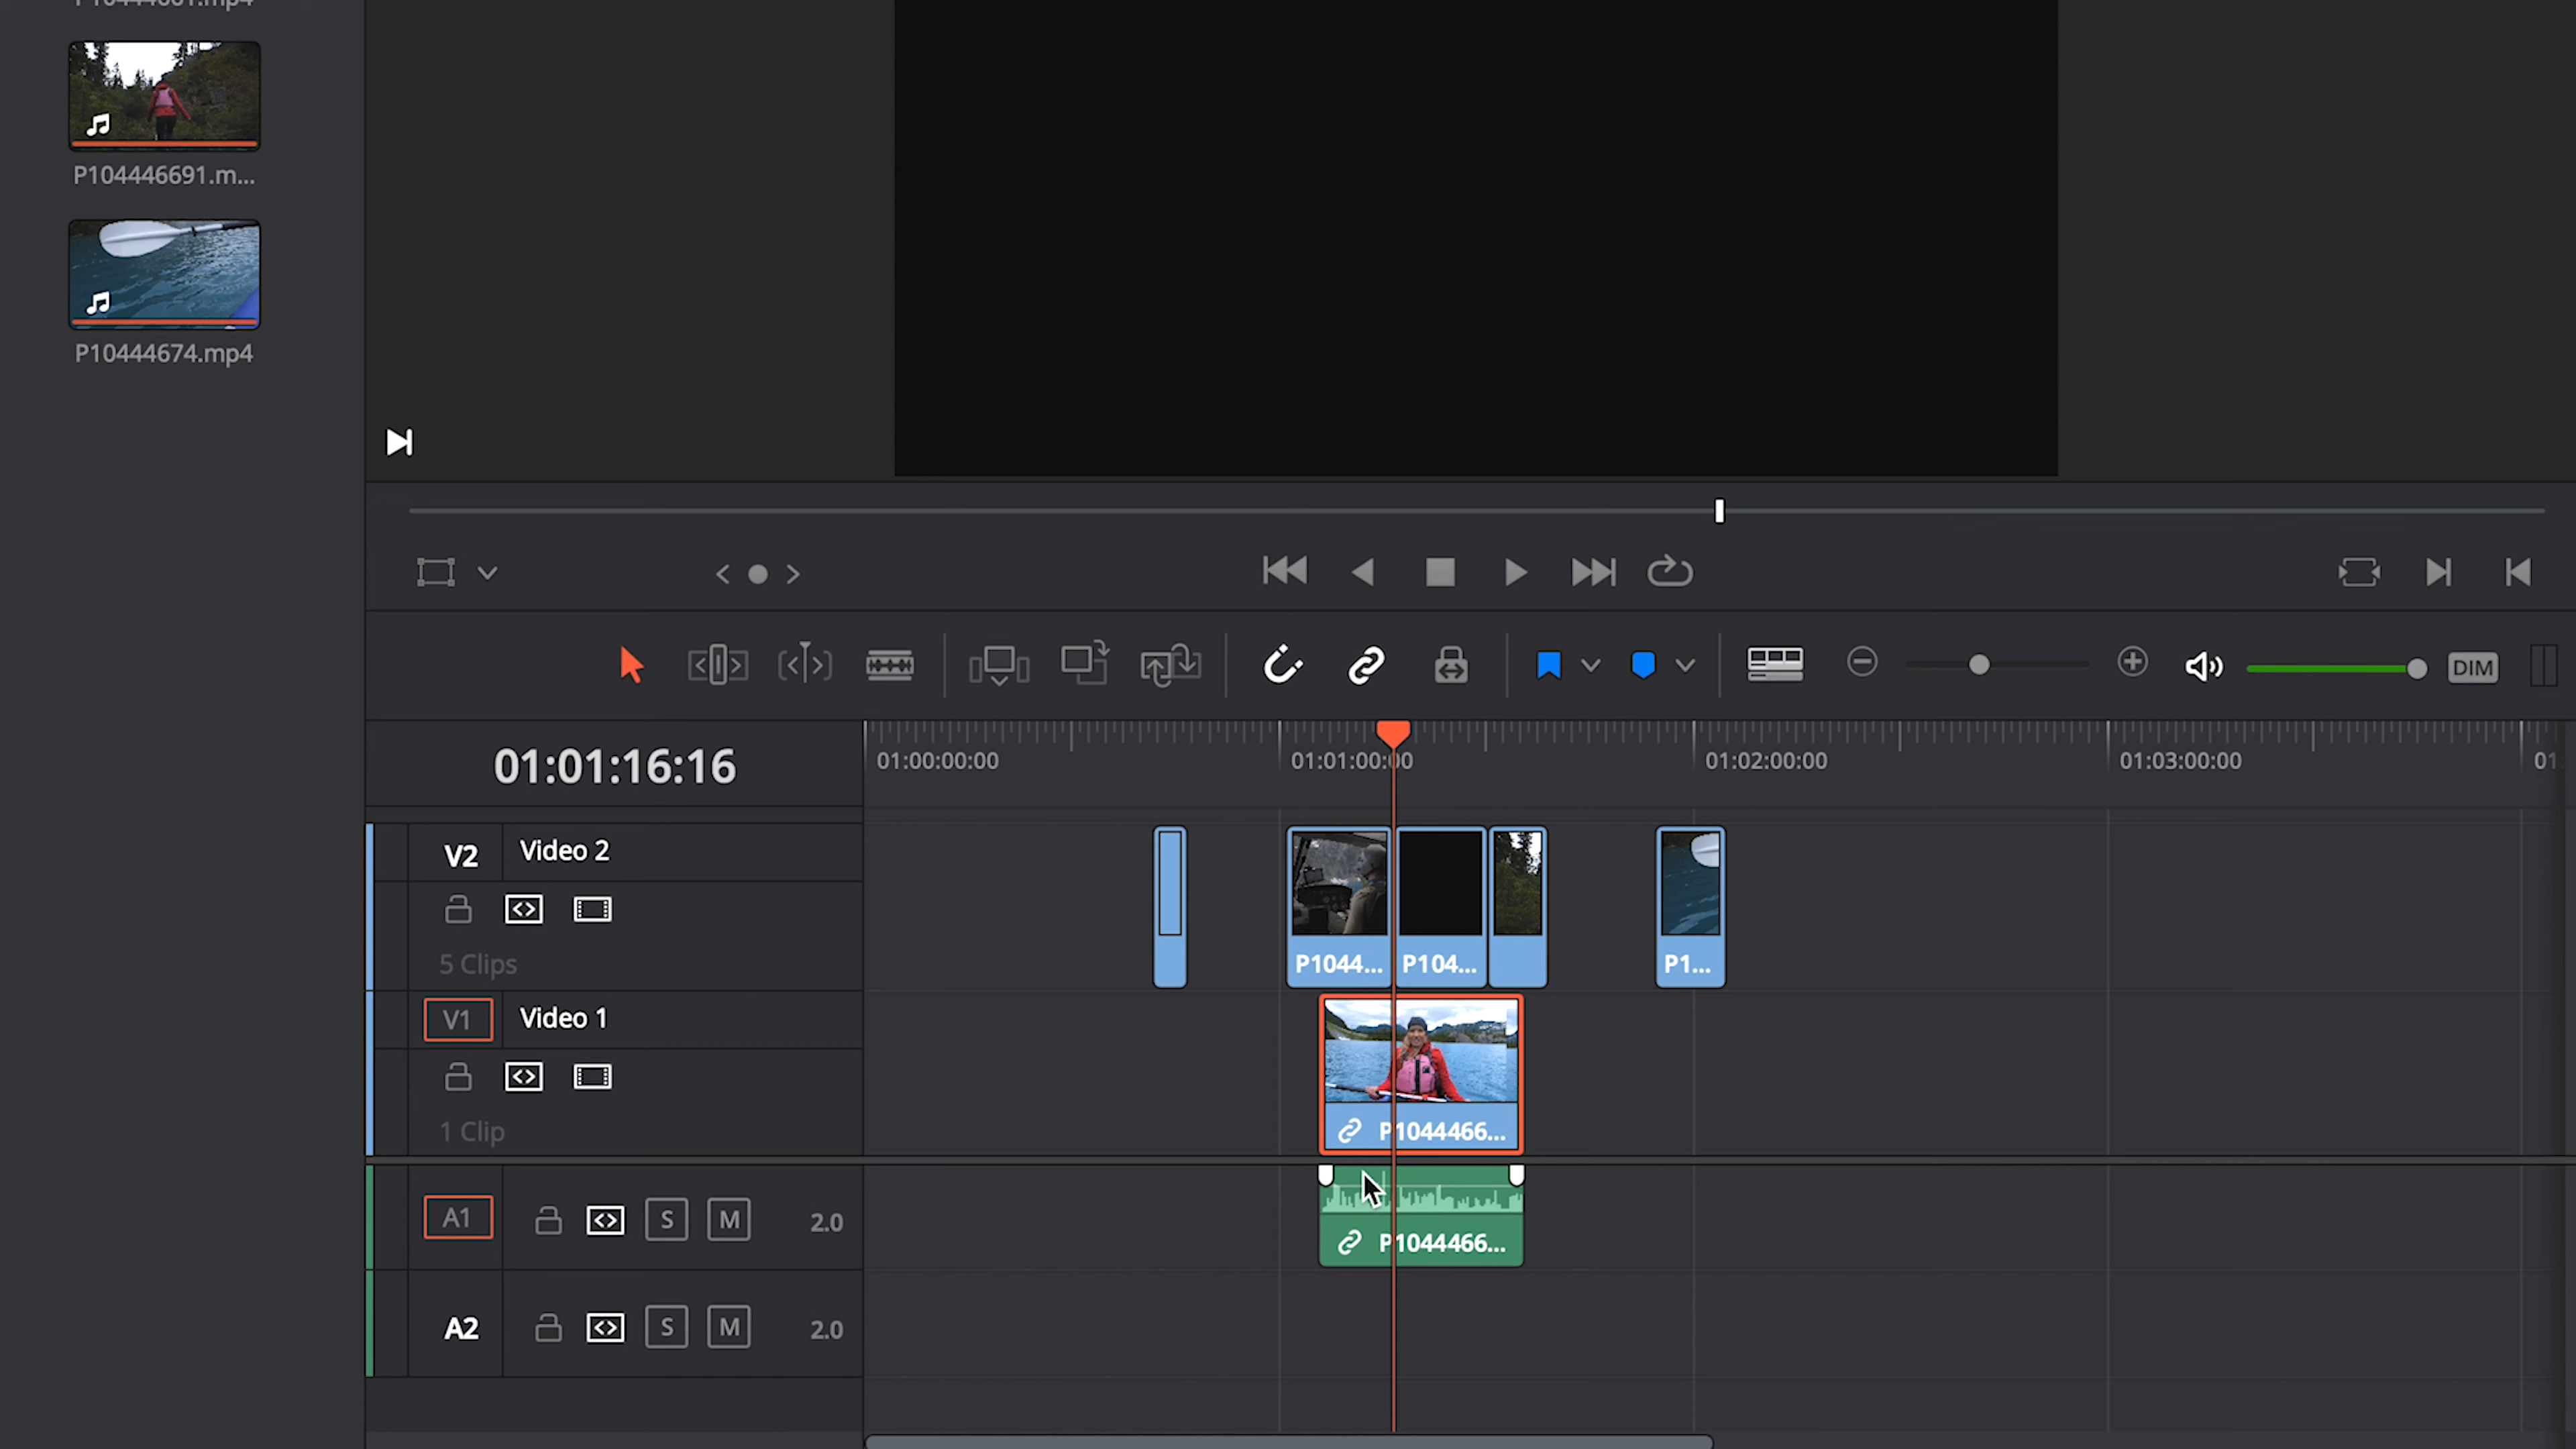 P104446691.m...
P10444674.mp4
DIM
01:01:16:16
01:00:00:00
01:01:00:00
01:02:00:00
01:03:00:00
01
V2 Video 2
5 Clips
P1044...
P104...
P1...
V1 Video 1
1 Clip
P1044466...
A1 S M 2.0
P1044466...
A2 S M 2.0